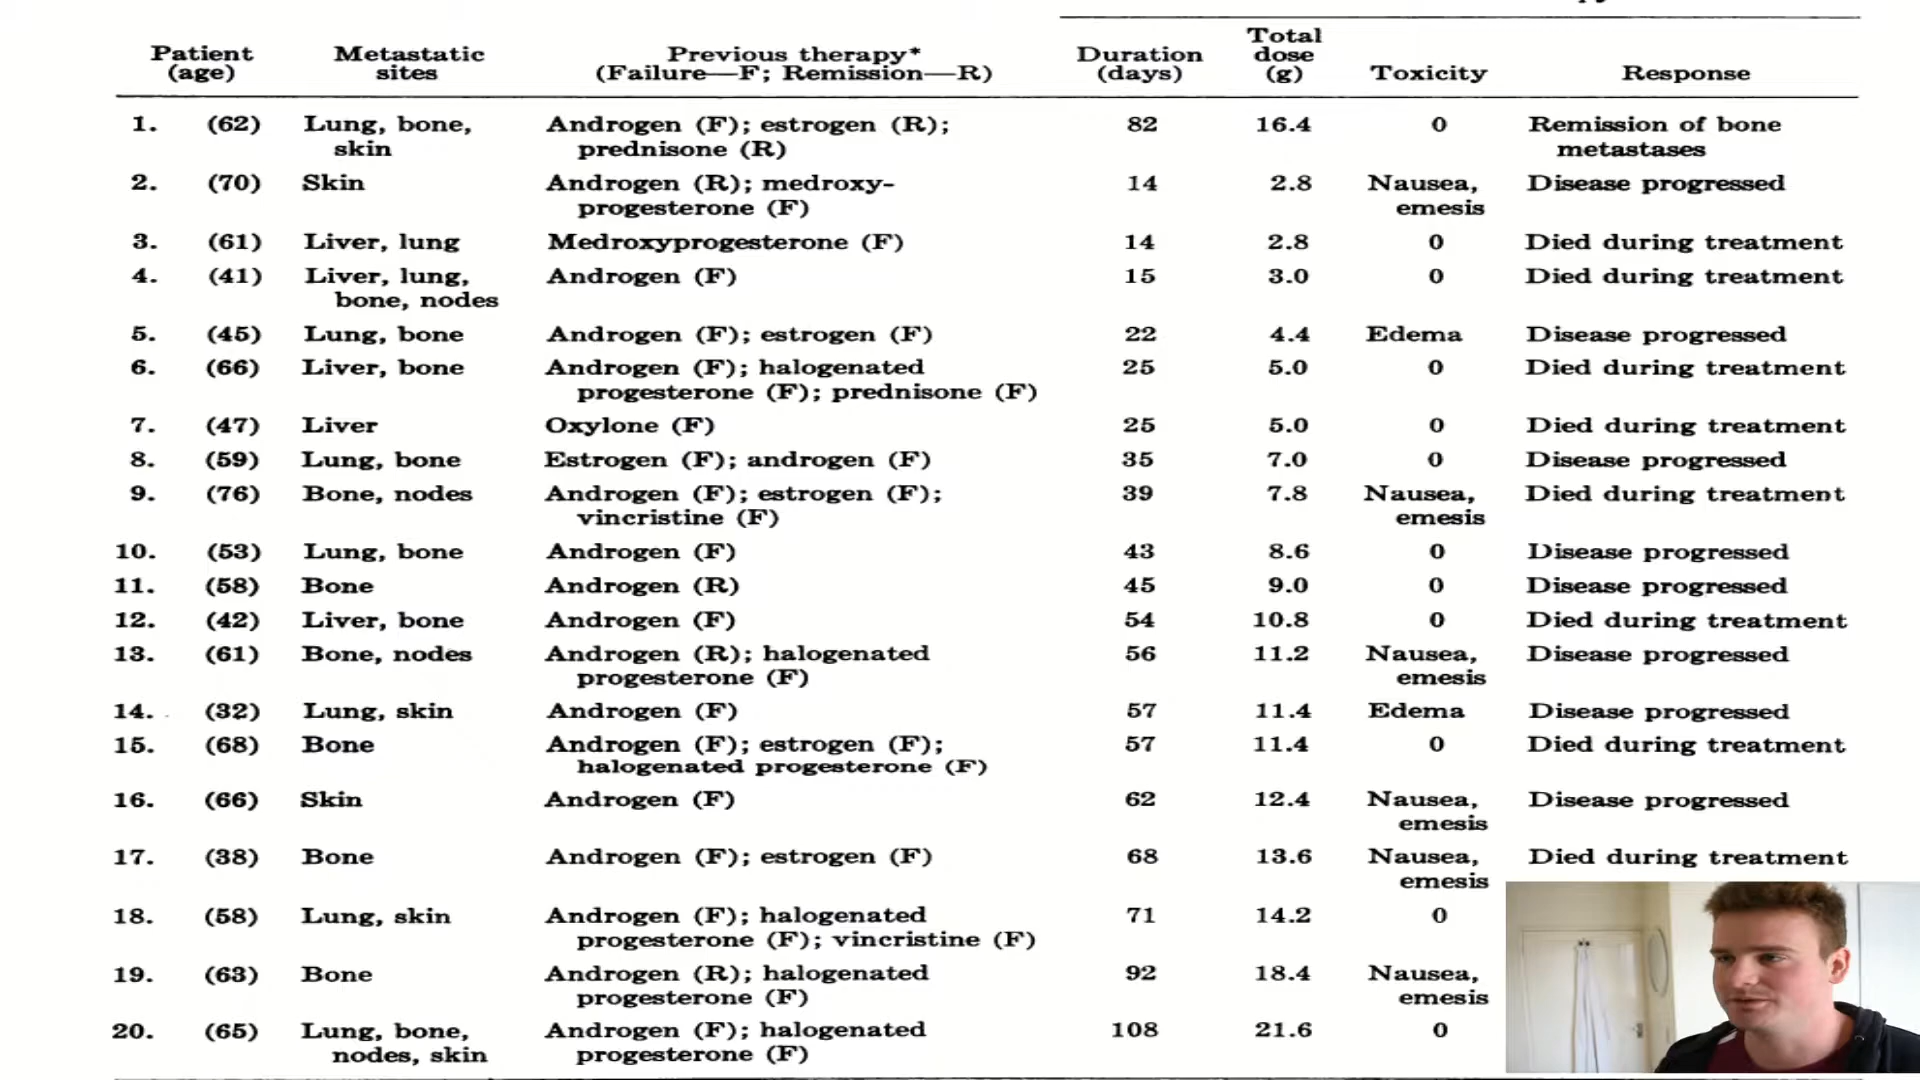 Patient (age) Metastatic sites Previous therapy* (Failure—F; Remission—R) Duration (days) Total dose (g) Toxicity Response
1. (62) Lung, bone, skin Androgen (F); estrogen (R); prednisone (R) 82 16.4 0 Remission of bone metastases
2. (70) Skin Androgen (R); medroxy-progesterone (F) 14 2.8 Nausea, emesis Disease progressed
3. (61) Liver, lung Medroxyprogesterone (F) 14 2.8 0 Died during treatment
4. (41) Liver, lung, bone, nodes Androgen (F) 15 3.0 0 Died during treatment
5. (45) Lung, bone Androgen (F); estrogen (F) 22 4.4 Edema Disease progressed
6. (66) Liver, bone Androgen (F); halogenated progesterone (F); prednisone (F) 25 5.0 0 Died during treatment
7. (47) Liver Oxylone (F) 25 5.0 0 Died during treatment
8. (59) Lung, bone Estrogen (F); androgen (F) 35 7.0 0 Disease progressed
9. (76) Bone, nodes Androgen (F); estrogen (F); vincristine (F) 39 7.8 Nausea, emesis Died during treatment
10. (53) Lung, bone Androgen (F) 43 8.6 0 Disease progressed
11. (58) Bone Androgen (R) 45 9.0 0 Disease progressed
12. (42) Liver, bone Androgen (F) 54 10.8 0 Died during treatment
13. (61) Bone, nodes Androgen (R); halogenated progesterone (F) 56 11.2 Nausea, emesis Disease progressed
14. (32) Lung, skin Androgen (F) 57 11.4 Edema Disease progressed
15. (68) Bone Androgen (F); estrogen (F); halogenated progesterone (F) 57 11.4 0 Died during treatment
16. (66) Skin Androgen (F) 62 12.4 Nausea, emesis Disease progressed
17. (38) Bone Androgen (F); estrogen (F) 68 13.6 Nausea, emesis Died during treatment
18. (58) Lung, skin Androgen (F); halogenated progesterone (F); vincristine (F) 71 14.2 0
19. (63) Bone Androgen (R); halogenated progesterone (F) 92 18.4 Nausea, emesis
20. (65) Lung, bone, nodes, skin Androgen (F); halogenated progesterone (F) 108 21.6 0